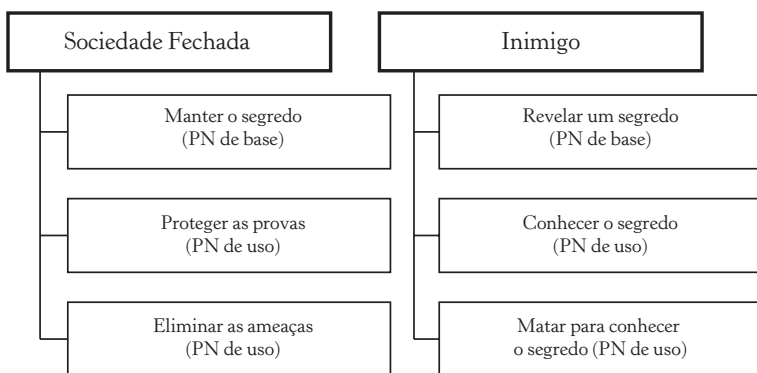 Sociedade Fechada
Manter o segredo
(PN de base)
Proteger as provas
(PN de uso)
Eliminar as ameaças
(PN de uso)
Inimigo
Revelar um segredo
(PN de base)
Conhecer o segredo
(PN de uso)
Matar para conhecer
o segredo (PN de uso)